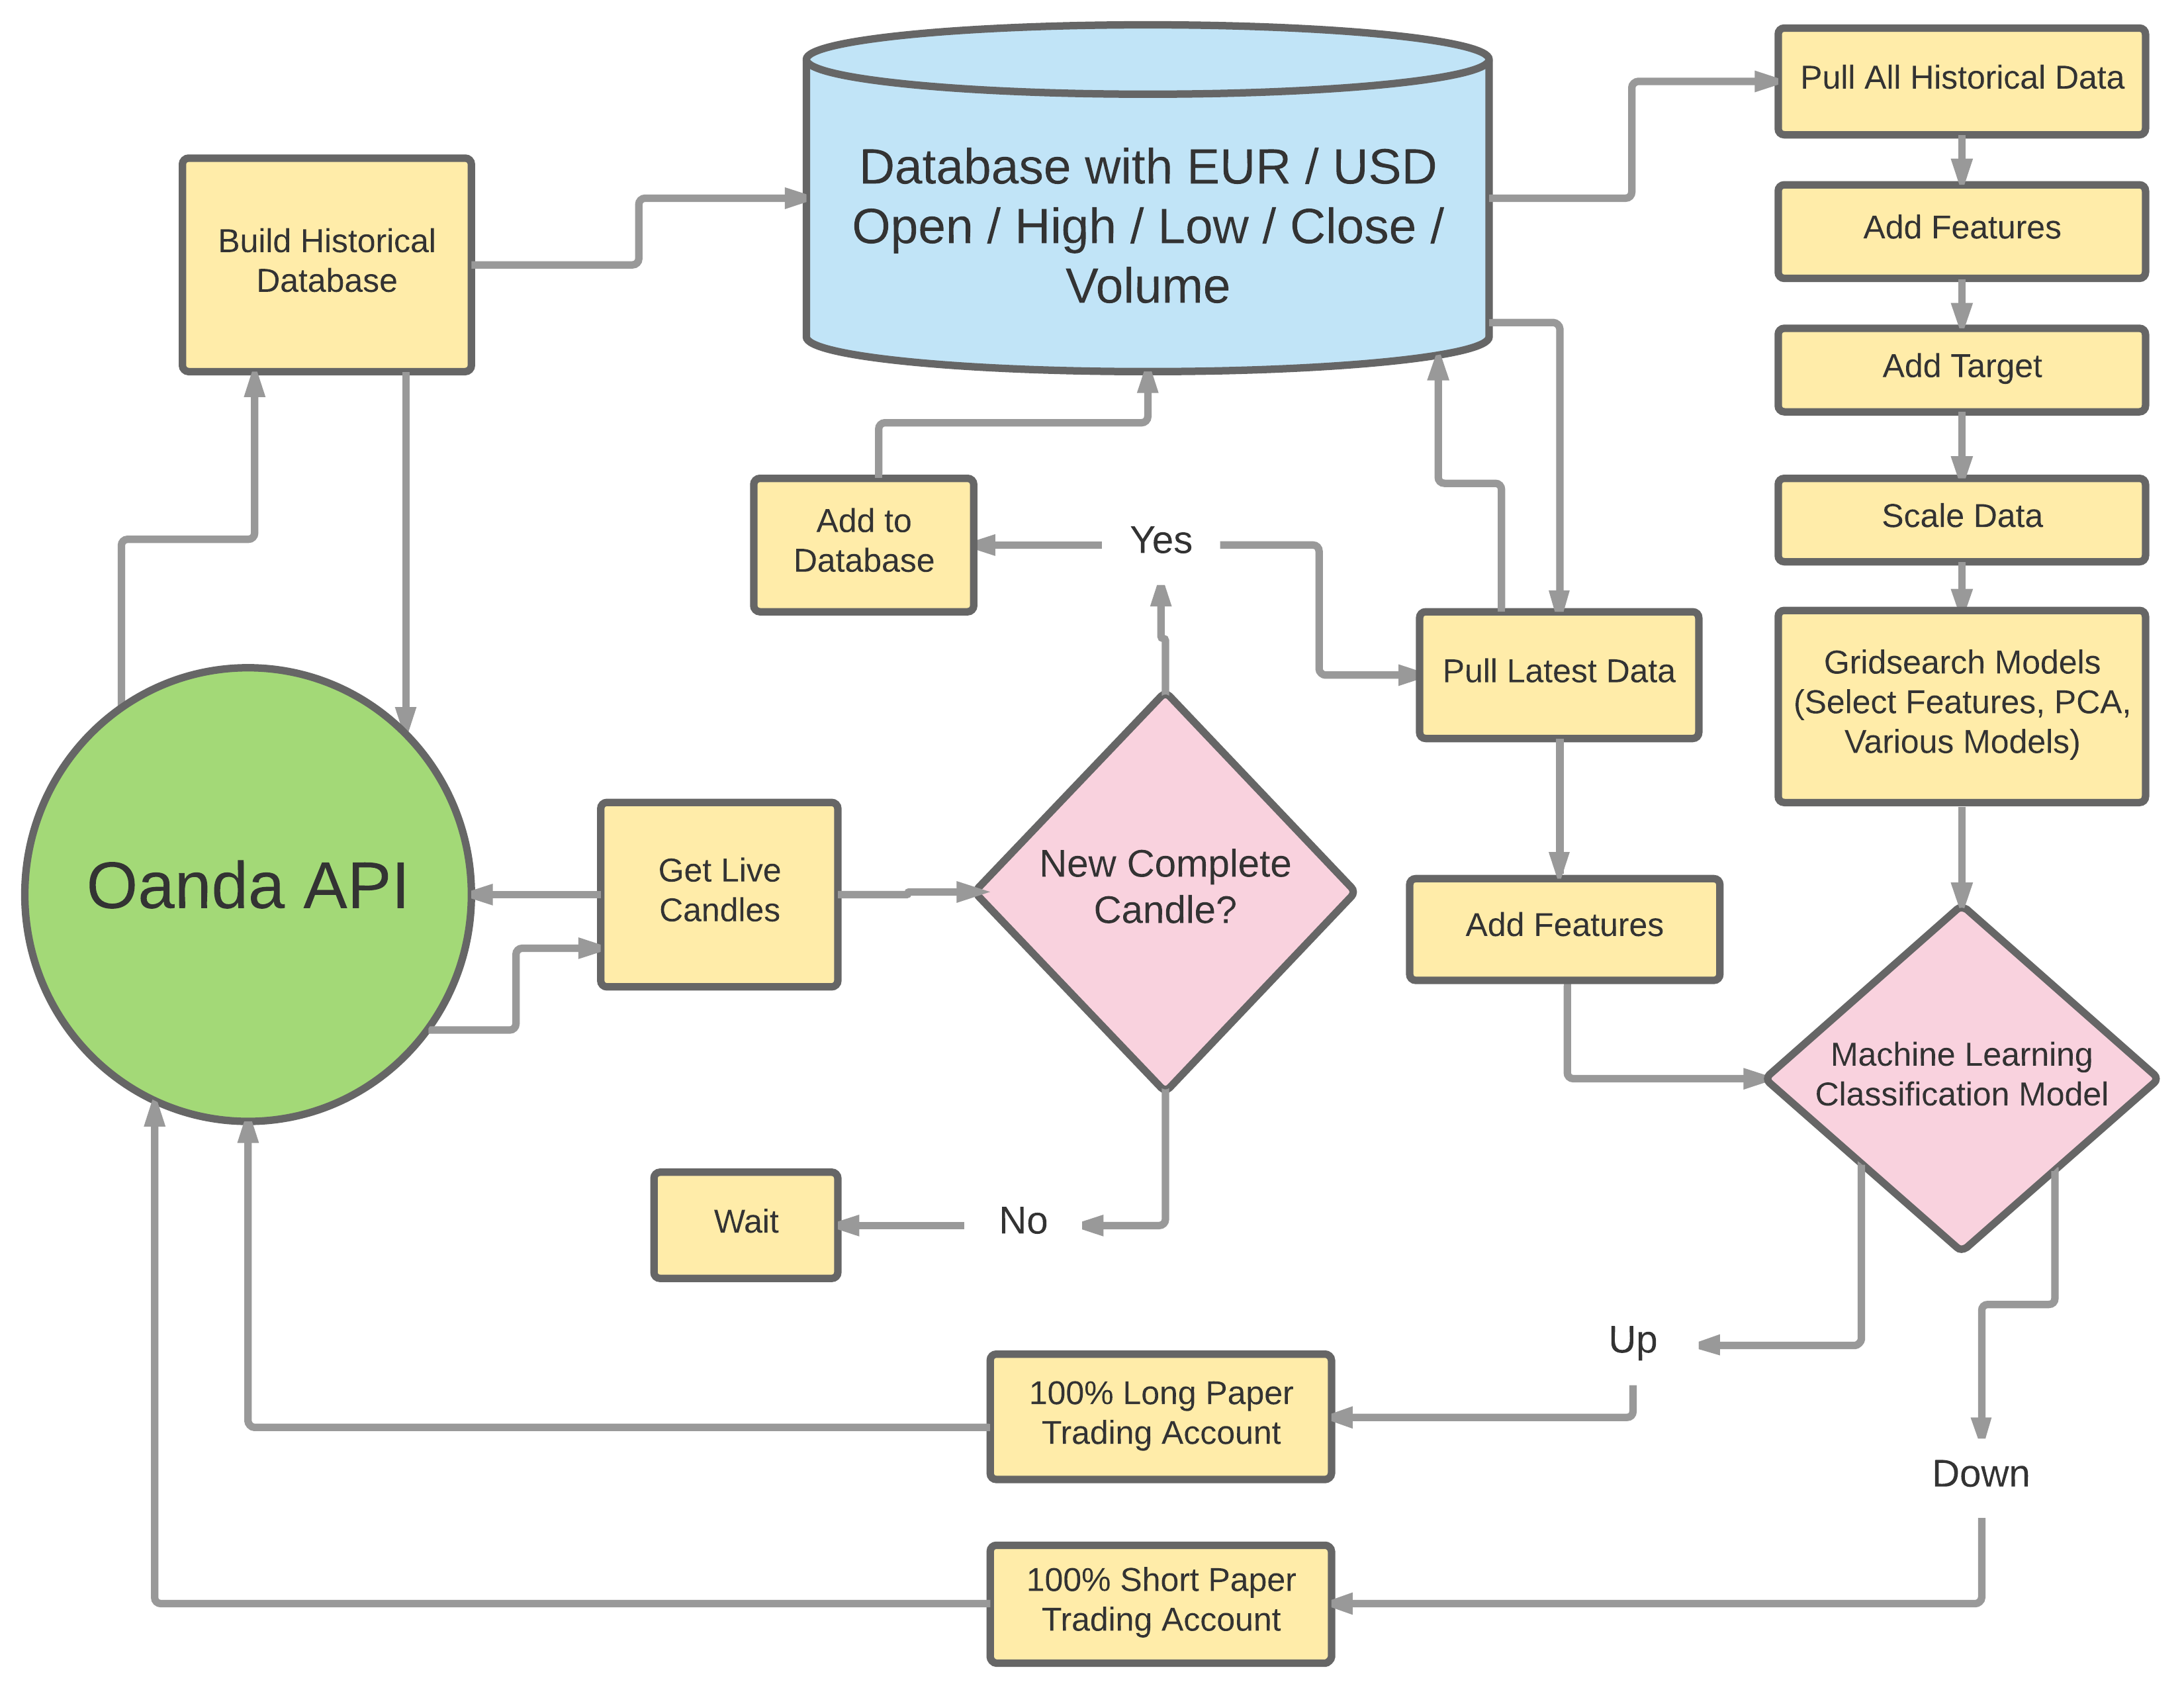 Database with EUR / USD
Open / High / Low / Close /
Volume
Pull All Historical Data
Build Historical
Database
Add Features
Add Target
Scale Data
Add to
Database
Yes
Pull Latest Data
Gridsearch Models
(Select Features, PCA,
Various Models)
Oanda API
Get Live
Candles
New Complete
Candle?
Add Features
Machine Learning
Classification Model
Wait
No
Up
100% Long Paper
Trading Account
Down
100% Short Paper
Trading Account